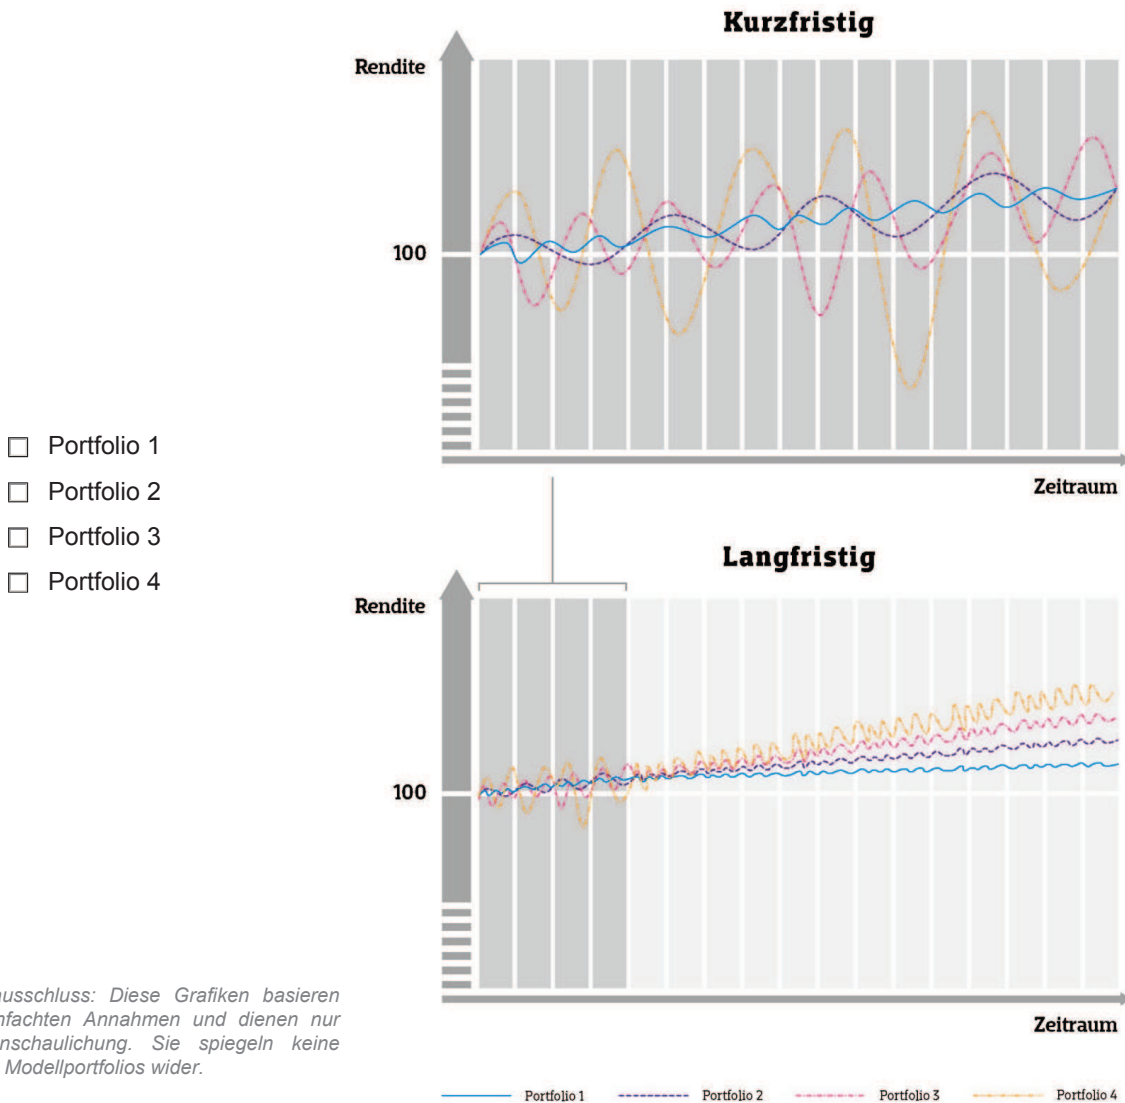 Kurzfristig
Rendite
100
Zeitraum
Portfolio 1
Portfolio 2
Portfolio 3
Portfolio 4
Langfristig
Rendite
100
Zeitraum
ausschluss: Diese Grafiken basieren
nfachten Annahmen und dienen nur
nschaulichung. Sie spiegeln keine
Modellportfolios wider.
Portfolio 1 Portfolio 2 Portfolio 3 Portfolio 4